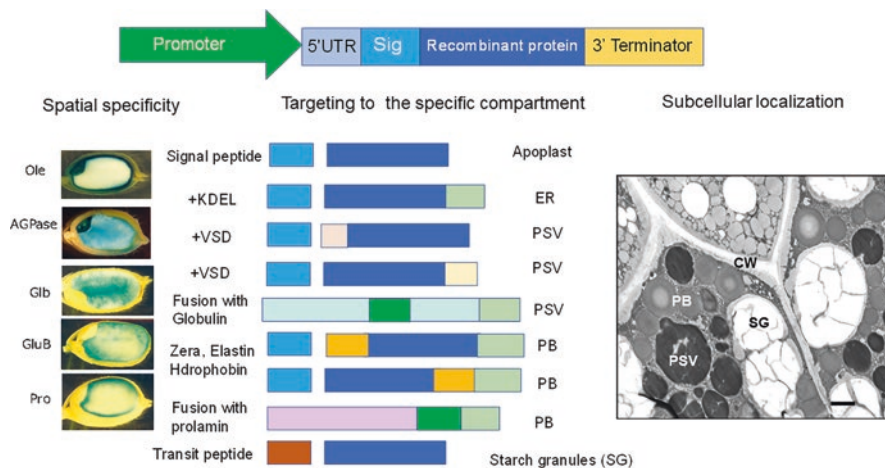 Promoter
5'UTR
Sig
Recombinant protein
3' Terminator
Spatial specificity
Targeting to the specific compartment
Subcellular localization
Ole
AGPase
Glb
GluB
Pro
Signal peptide
Apoplast
+KDEL
ER
+VSD
PSV
+VSD
PSV
Fusion with
Globulin
PSV
Zera, Elastin
Hdrophobin
PB
PB
Fusion with
prolamin
PB
Transit peptide
Starch granules (SG)
CW
PB
SG
PSV